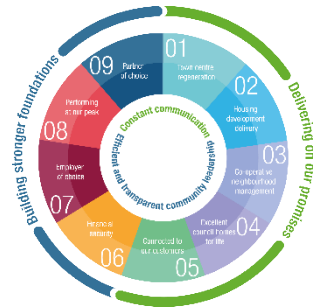 Building stronger foundations
Delivering on our promises
Constant communication
Efficient and transparent community leadership
01
Town centre
regeneration
02
Housing
development
delivery
03
Co-operative
neighbourhood
management
04
Excellent
council homes
for life
05
Connected to
our customers
06
Financial
security
07
Employer
of choice
08
Performing
at our peak
09
Partner
of choice